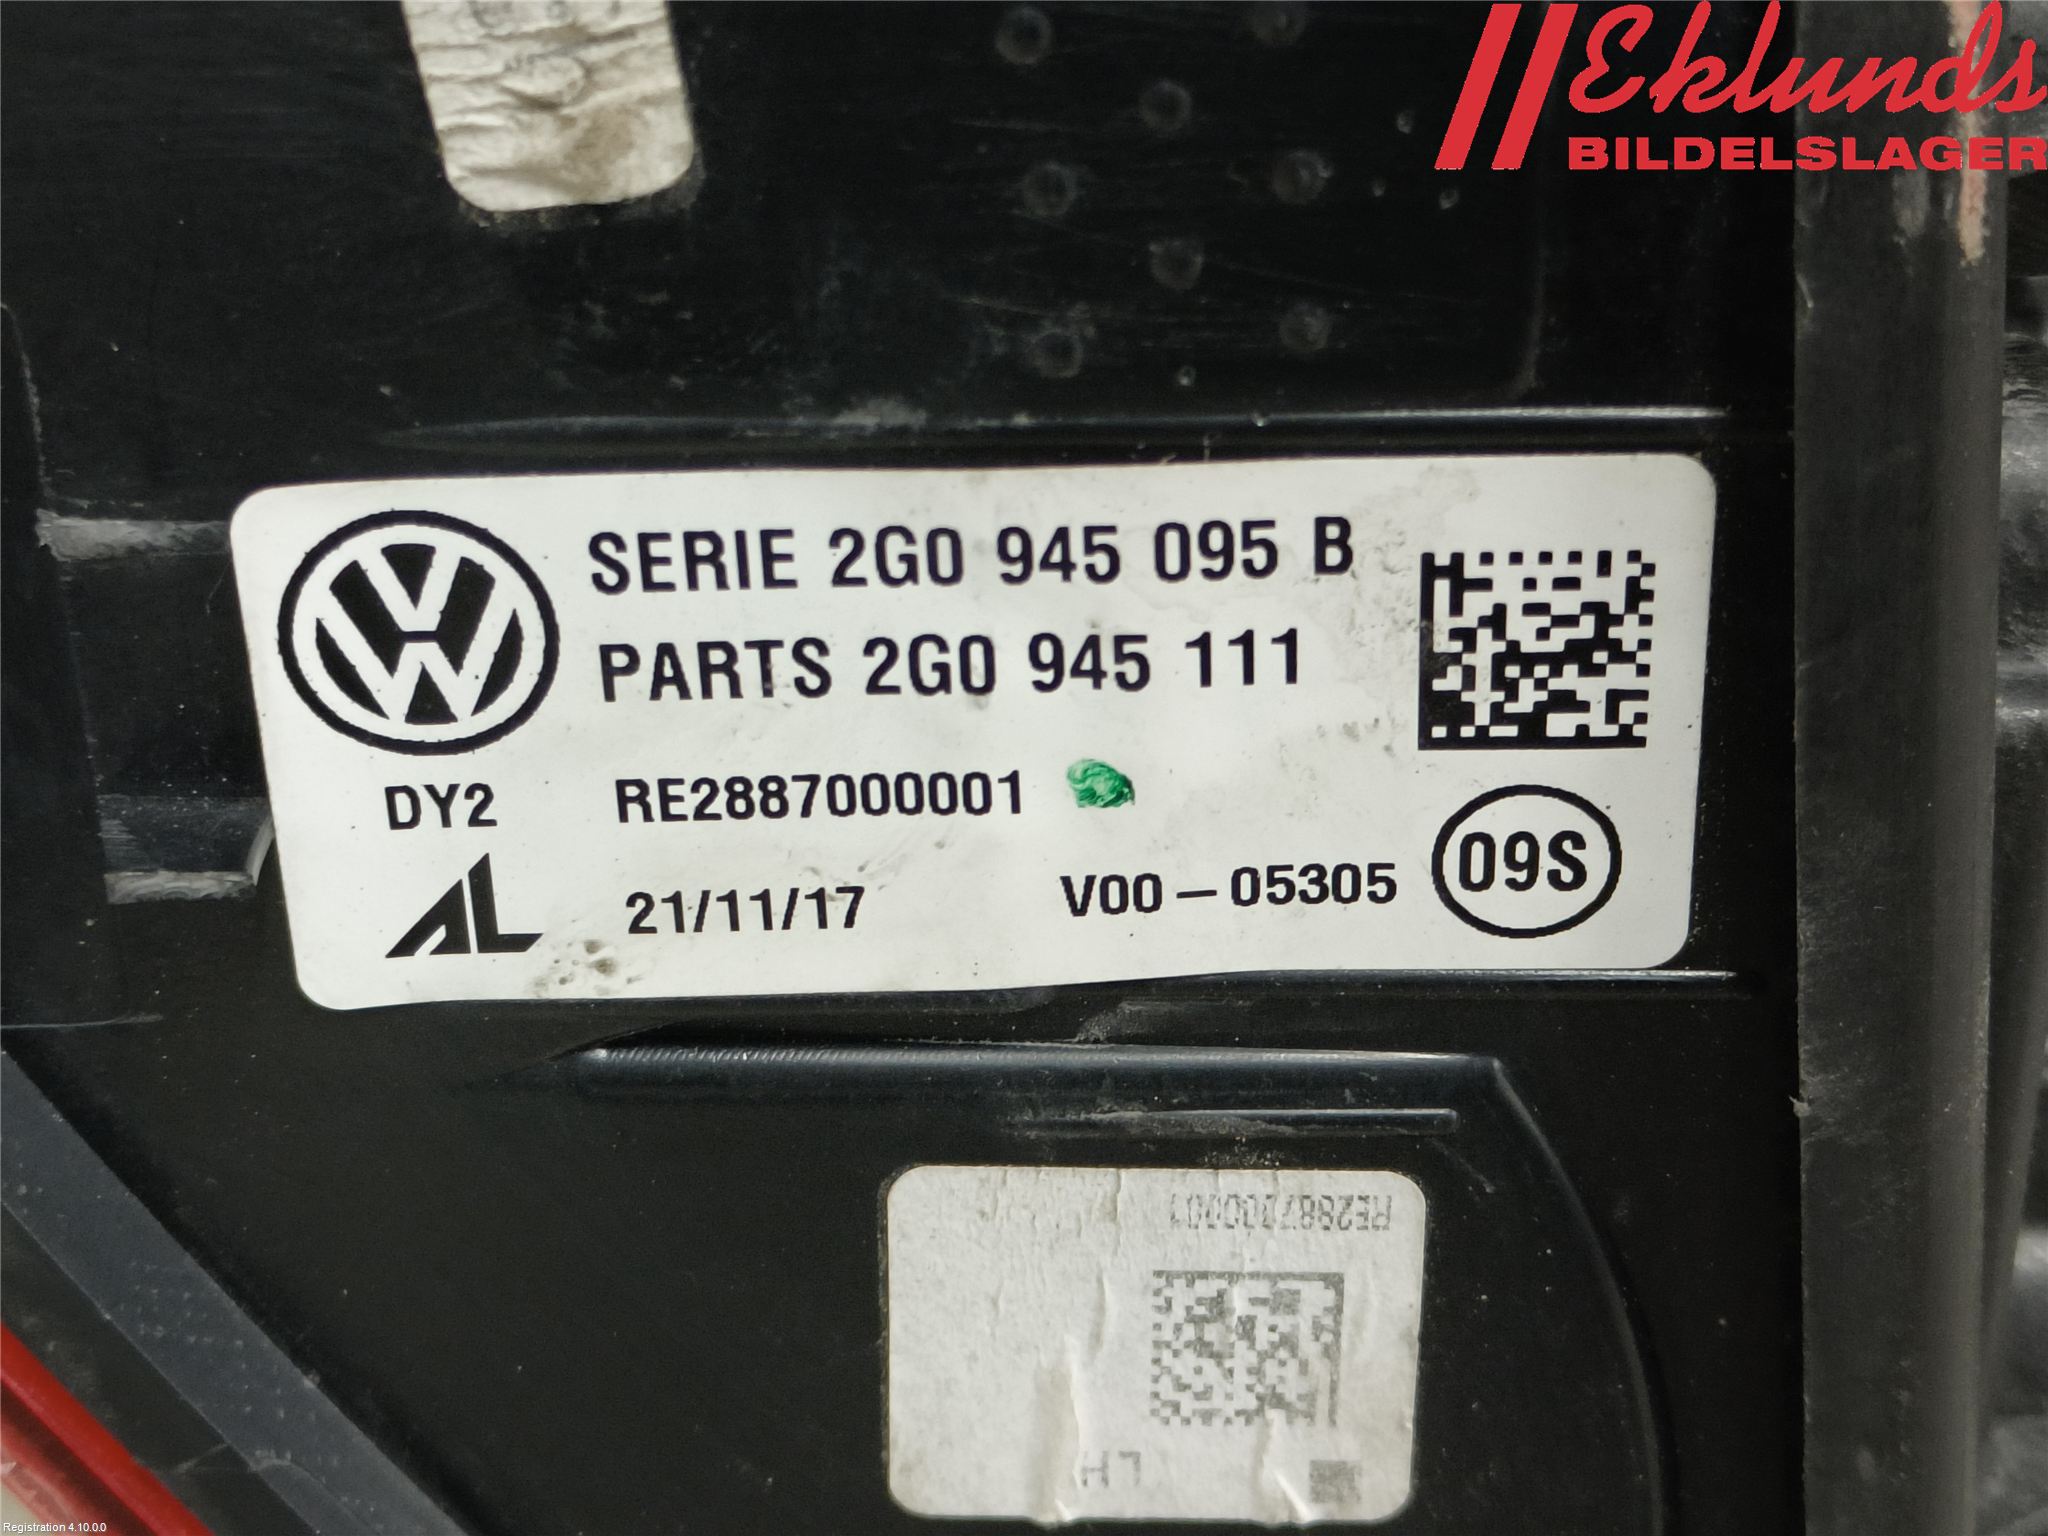 Eklunds
BILDELSLAGER
SERIE 2G0 945 095 B
PARTS 2G0 945 111
DY2 RE2887000001
AL 21/11/17 V00-05305 09S
RE2887000001
LH
Registration 4.10.0.0